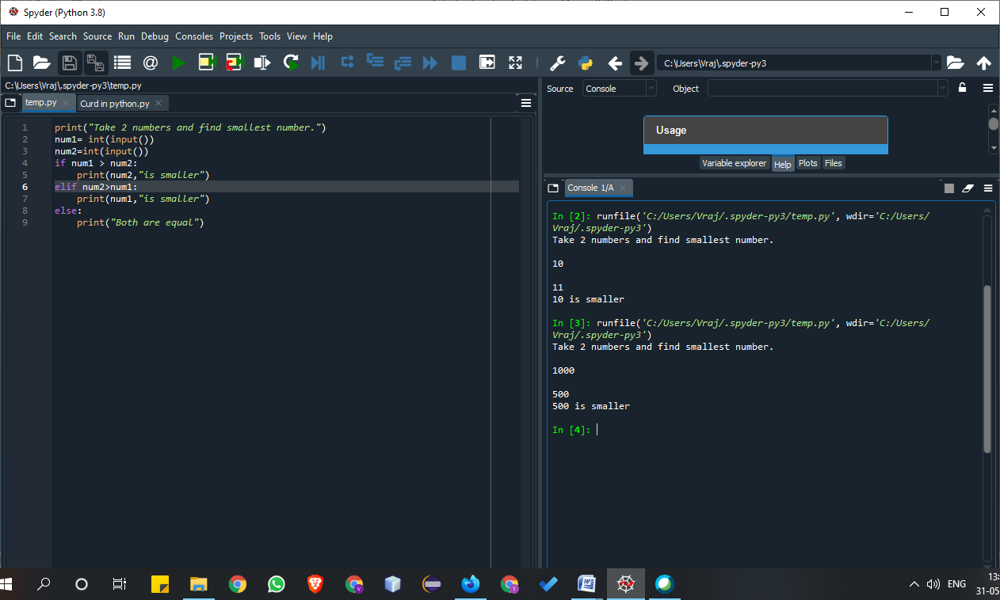 Spyder (Python 3.8)
File Edit Search Source Run Debug Consoles Projects Tools View Help
C:\Users\Vraj\.spyder-py3
C:\Users\Vraj\.spyder-py3\temp.py
temp.py
Curd in python.py
1 print("Take 2 numbers and find smallest number.")
2 num1= int(input())
3 num2=int(input())
4 if num1 > num2:
5     print(num2,"is smaller")
6 elif num2>num1:
7     print(num1,"is smaller")
8 else:
9     print("Both are equal")
Source Console Object
Usage
Variable explorer Help Plots Files
Console 1/A
In [2]: runfile('C:/Users/Vraj/.spyder-py3/temp.py', wdir='C:/Users/
Vraj/.spyder-py3')
Take 2 numbers and find smallest number.
10
11
10 is smaller
In [3]: runfile('C:/Users/Vraj/.spyder-py3/temp.py', wdir='C:/Users/
Vraj/.spyder-py3')
Take 2 numbers and find smallest number.
1000
500
500 is smaller
In [4]:
ENG
13:
31-05